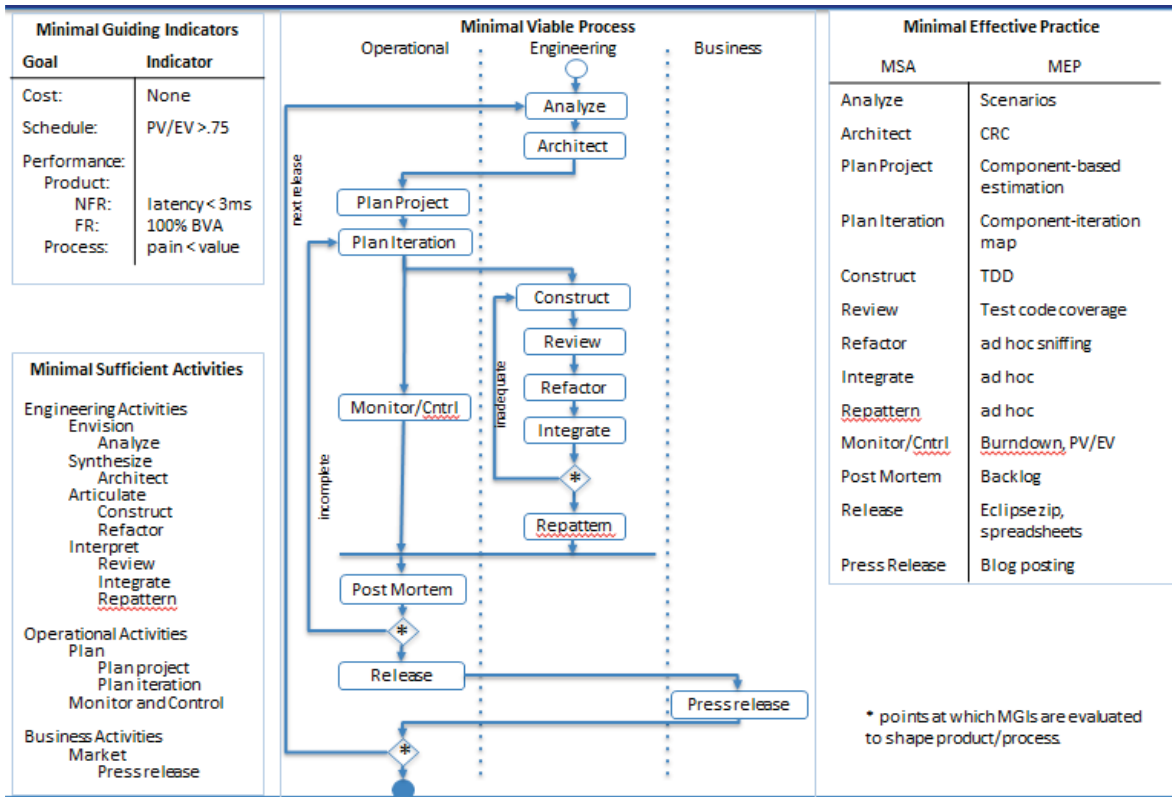 Minimal Guiding Indicators
Goal Indicator
Cost: None
Schedule: PV/EV >.75
Performance:
Product:
NFR: latency < 3ms
FR: 100% BVA
Process: pain < value
Minimal Sufficient Activities
Engineering Activities
Envision
Analyze
Synthesize
Architect
Articulate
Construct
Refactor
Interpret
Review
Integrate
Repattern
Operational Activities
Plan
Plan project
Plan iteration
Monitor and Control
Business Activities
Market
Press release
Minimal Viable Process
Operational Engineering Business
Analyze
Architect
Plan Project
Plan Iteration
Construct
Review
Refactor
Monitor/Cntrl
Integrate
*
Repattern
Post Mortem
*
Release
Press release
*
next release
incomplete
inadequate
Minimal Effective Practice
MSA MEP
Analyze Scenarios
Architect CRC
Plan Project Component-based
estimation
Plan Iteration Component-iteration
map
Construct TDD
Review Test code coverage
Refactor ad hoc sniffing
Integrate ad hoc
Repattern ad hoc
Monitor/Cntrl Burndown, PV/EV
Post Mortem Backlog
Release Eclipse zip,
spreadsheets
Press Release Blog posting
* points at which MGIs are evaluated
to shape product/process.